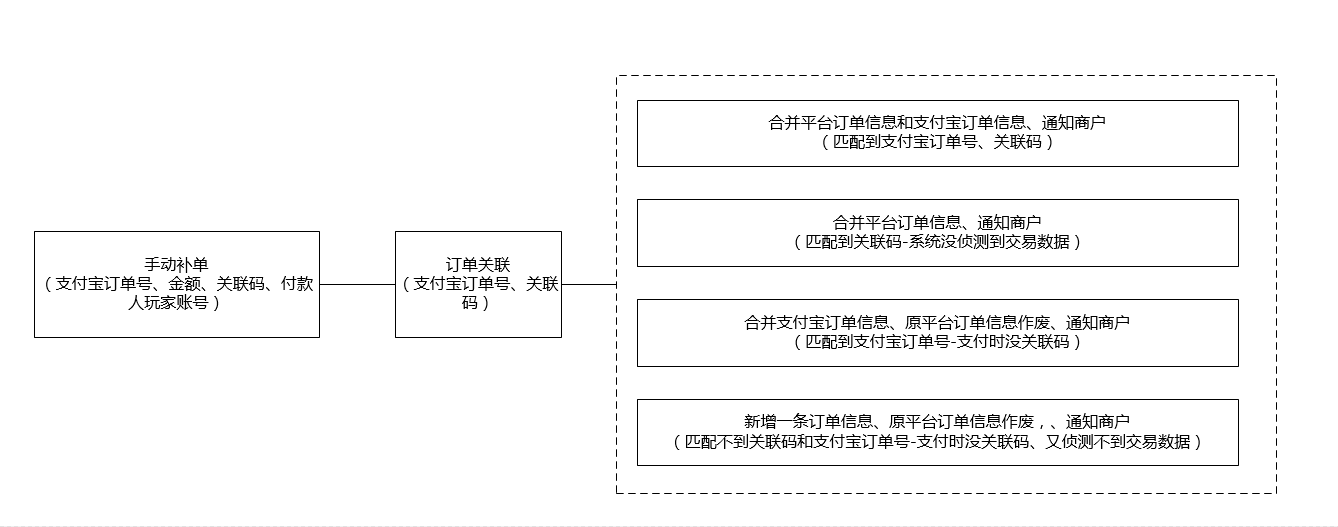 手动补单
（支付宝订单号、金额、关联码、付款
人玩家账号）
订单关联
（支付宝订单号、关联
码）
合并平台订单信息和支付宝订单信息、通知商户
（匹配到支付宝订单号、关联码）
合并平台订单信息、通知商户
（匹配到关联码-系统没侦测到交易数据）
合并支付宝订单信息、原平台订单信息作废、通知商户
（匹配到支付宝订单号-支付时没关联码）
新增一条订单信息、原平台订单信息作废，、通知商户
（匹配不到关联码和支付宝订单号-支付时没关联码、又侦测不到交易数据）